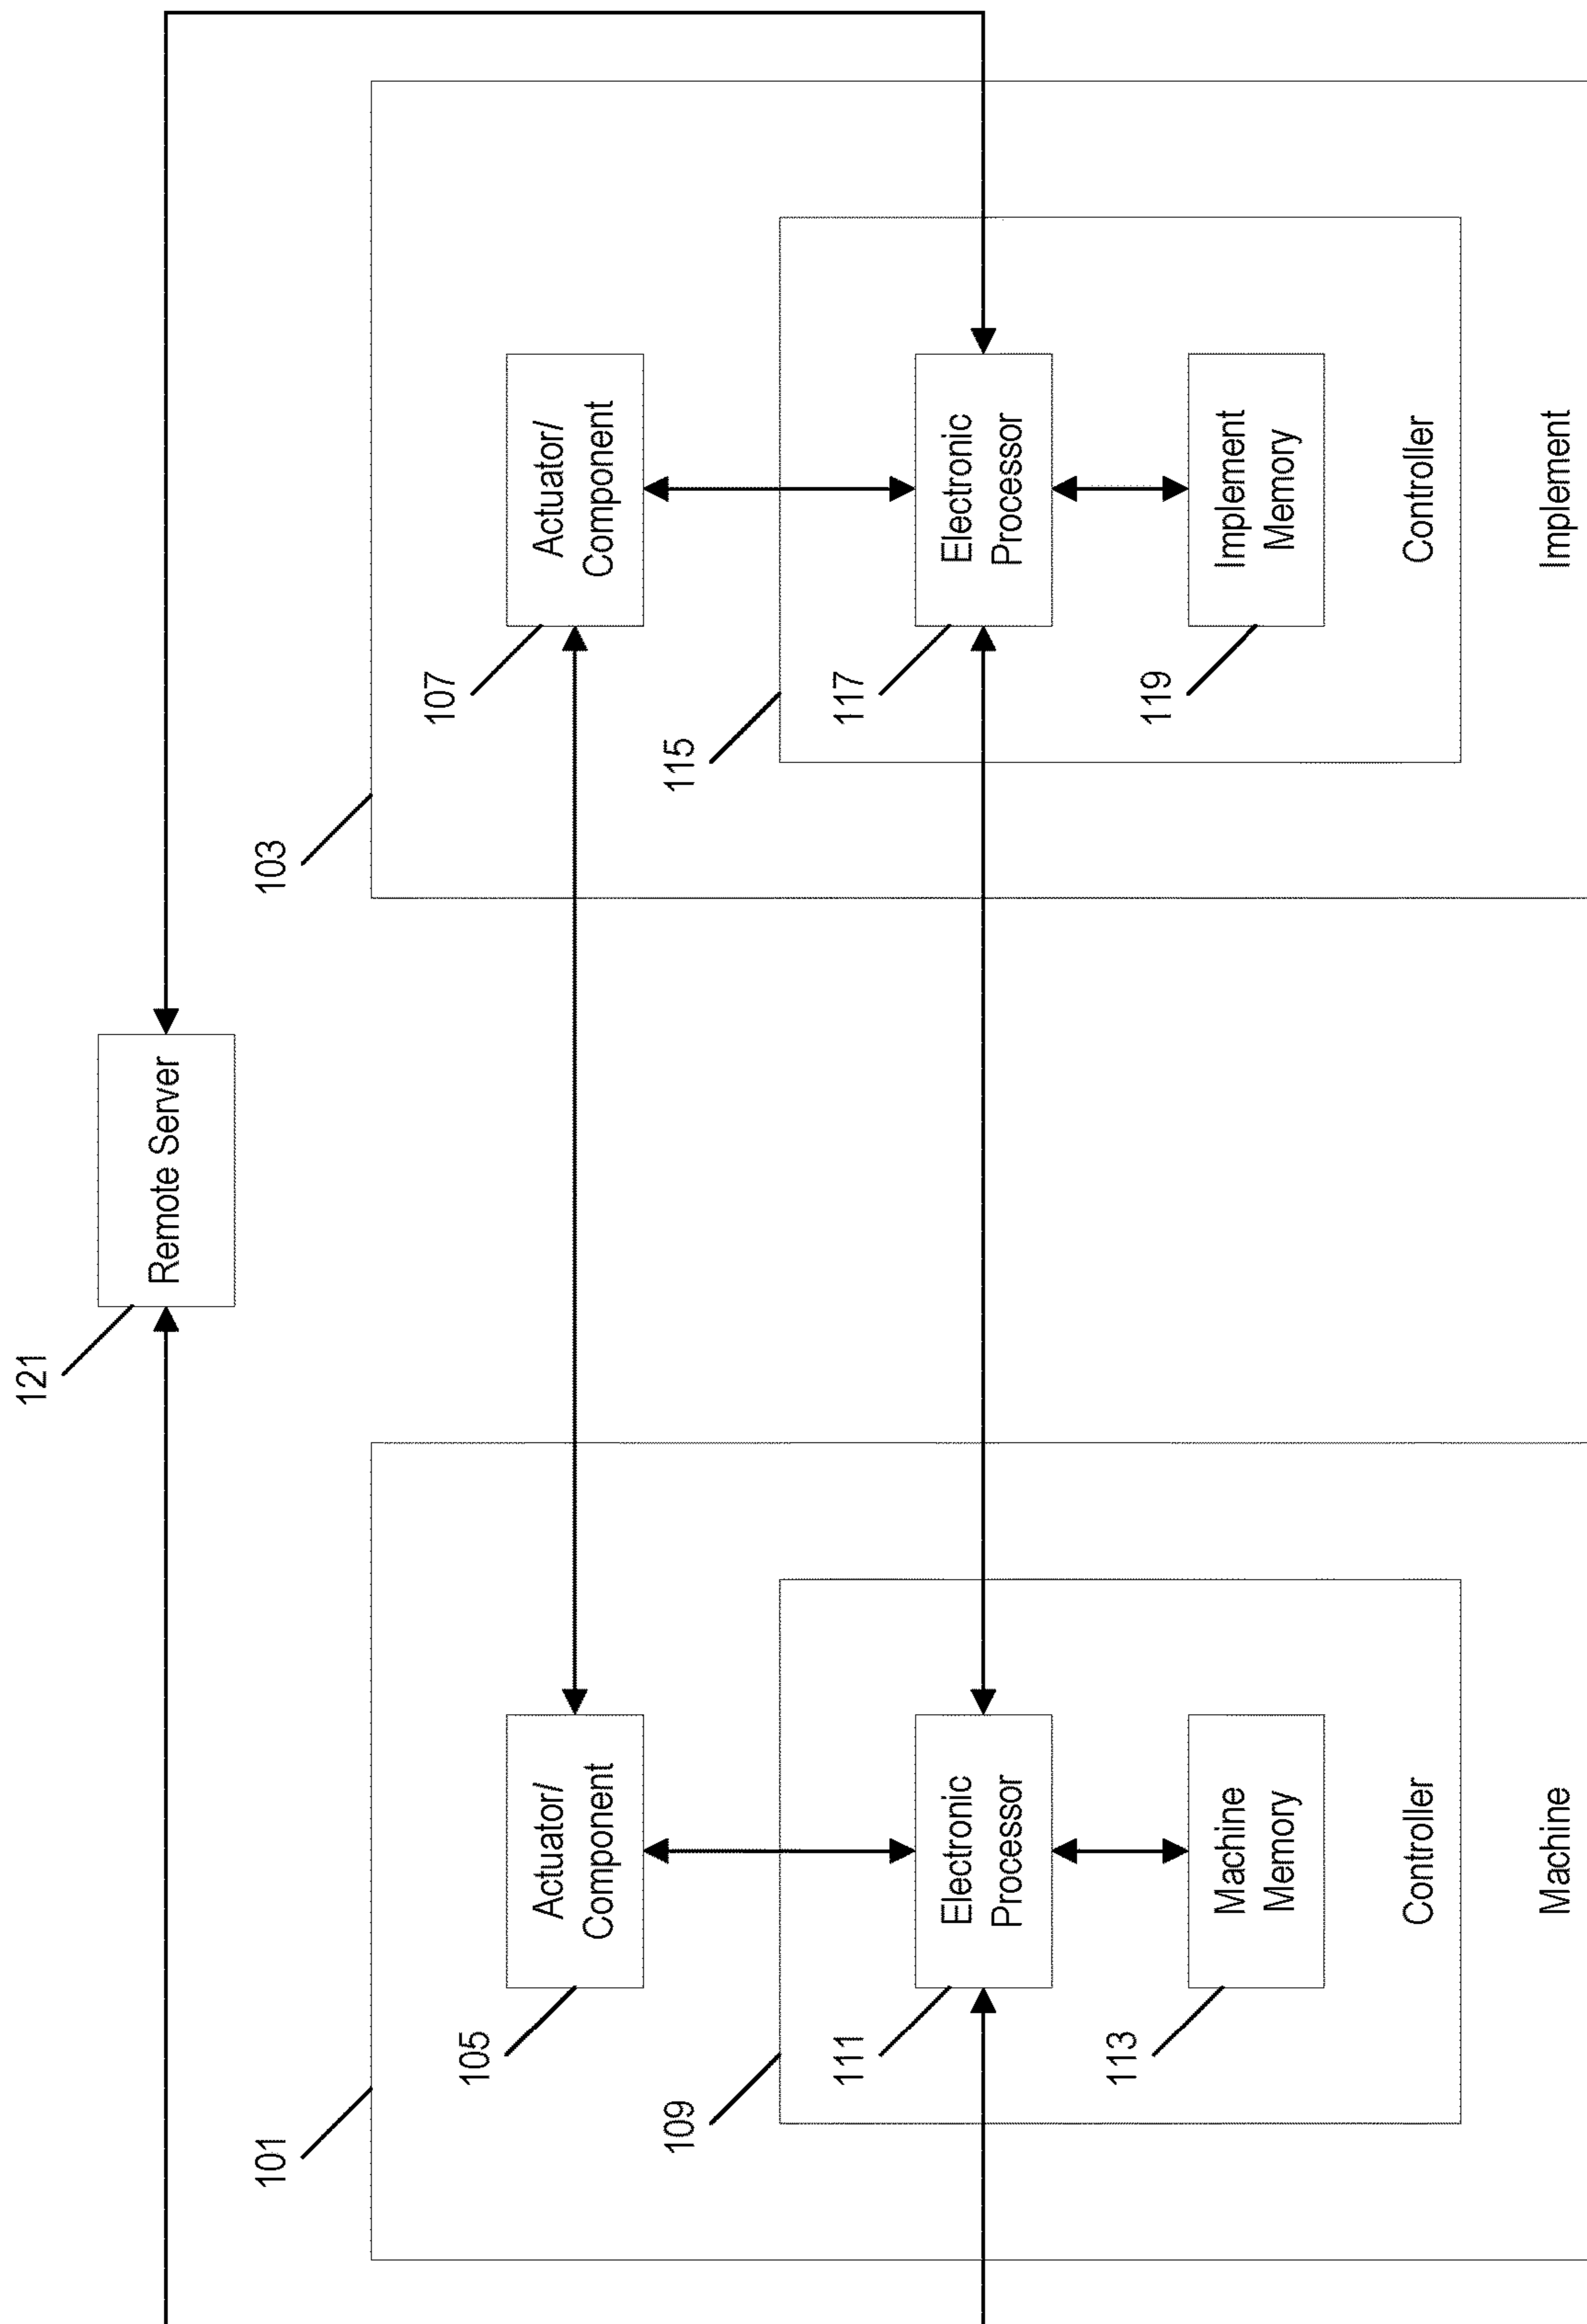 121
Remote Server
101
103
105
Actuator/
Component
107
Actuator/
Component
109
115
111
Electronic
Processor
117
Electronic
Processor
113
Machine
Memory
119
Implement
Memory
Controller
Controller
Machine
Implement